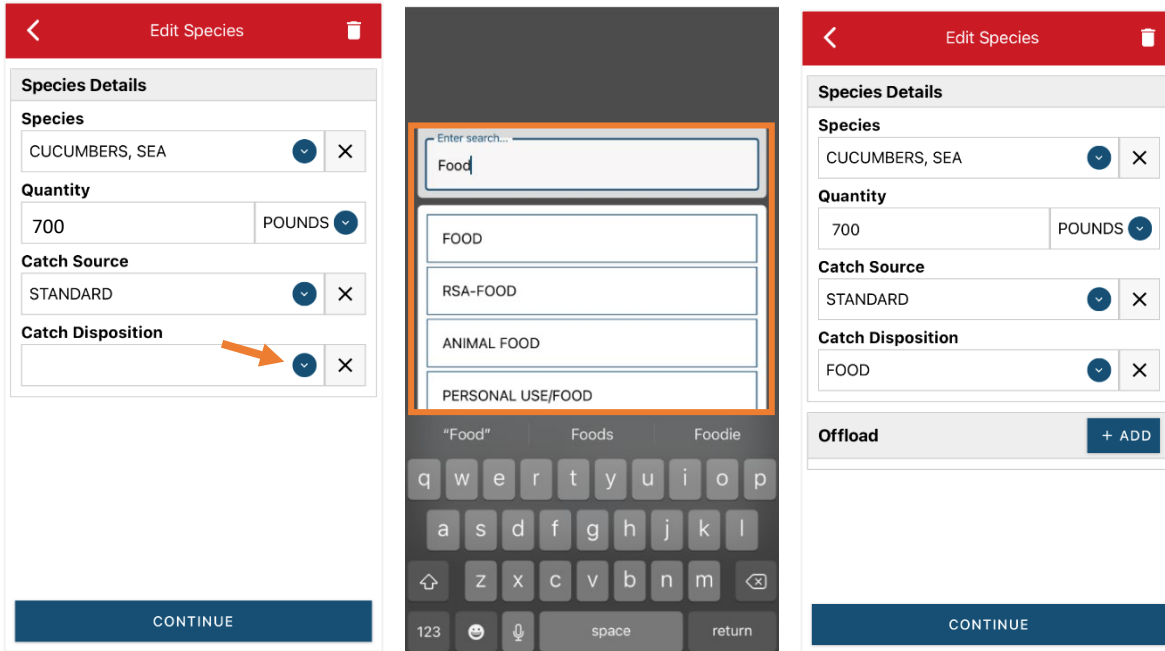 Edit Species
Species Details
Species
CUCUMBERS, SEA
Quantity
700 POUNDS
Catch Source
STANDARD
Catch Disposition
CONTINUE
Enter search...
Food
FOOD
RSA-FOOD
ANIMAL FOOD
PERSONAL USE/FOOD
“Food” Foods Foodie
q w e r t y u i o p
a s d f g h j k l
z x c v b n m
123 space return
Edit Species
Species Details
Species
CUCUMBERS, SEA
Quantity
700 POUNDS
Catch Source
STANDARD
Catch Disposition
FOOD
Offload + ADD
CONTINUE